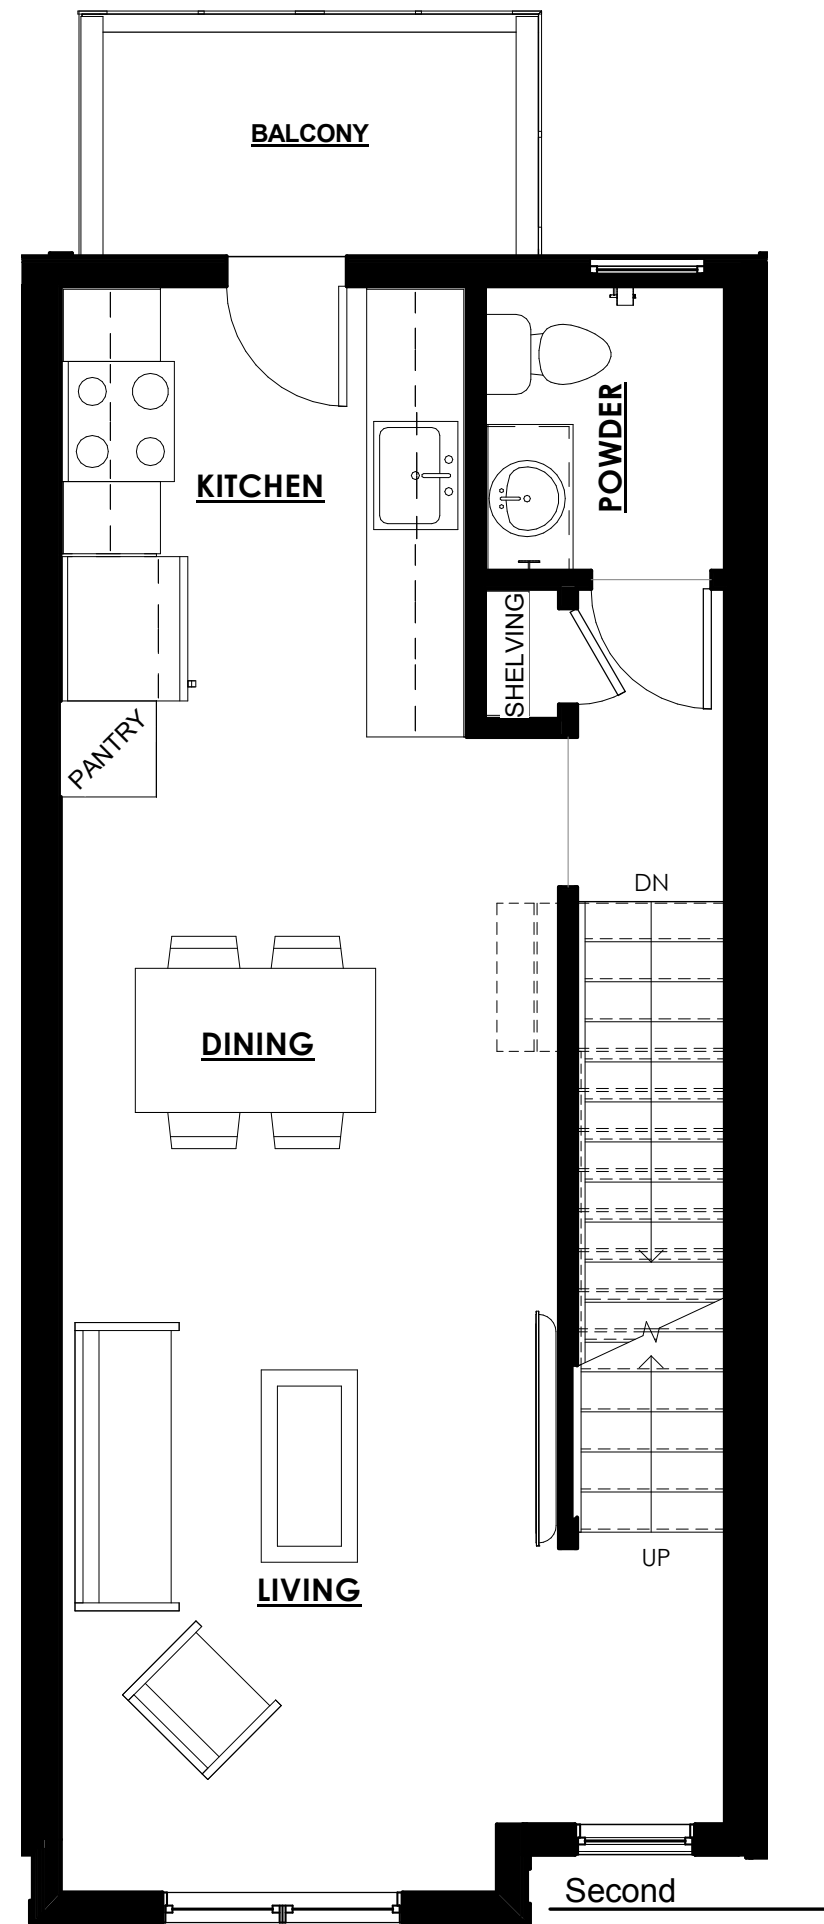 BALCONY
KITCHEN
POWDER
SHELVING
PANTRY
DN
DINING
UP
LIVING
Second